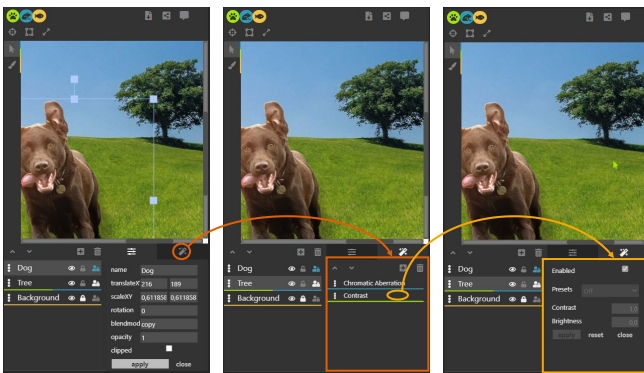 Dog
Tree
Background
name
Dog
translateX
216
189
scaleXY
0,611858
0,611858
rotation
0
blendmod
copy
opacity
1
clipped
apply
close
Dog
Tree
Background
Chromatic Aberration
Contrast
Dog
Tree
Background
Enabled
Presets
Off
Contrast
1,0
Brightness
0,0
apply
reset
close